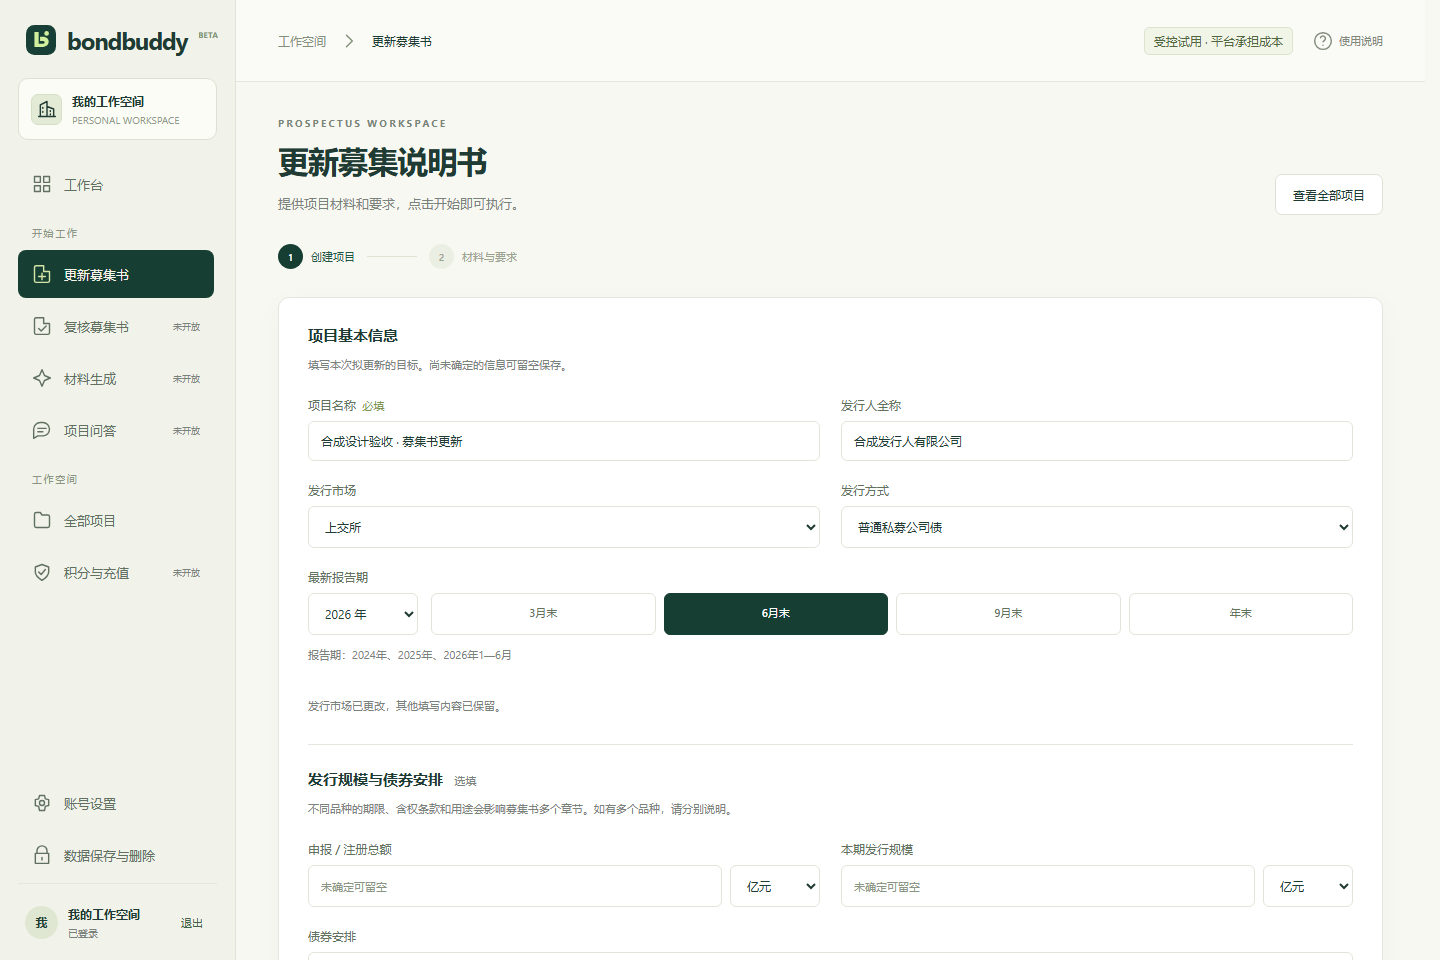 bondbuddy BETA
我的工作空间
PERSONAL WORKSPACE
工作台
开始工作
更新募集书
复核募集书 未开放
材料生成 未开放
项目问答 未开放
工作空间
全部项目
积分与充值 未开放
账号设置
数据保存与删除
我 我的工作空间
已登录
退出
工作空间 更新募集书
受控试用 · 平台承担成本
使用说明
PROSPECTUS WORKSPACE
更新募集说明书
提供项目材料和要求，点击开始即可执行。
查看全部项目
1 创建项目 2 材料与要求
项目基本信息
填写本次拟更新的目标。尚未确定的信息可留空保存。
项目名称 必填
合成设计验收 · 募集书更新
发行人全称
合成发行人有限公司
发行市场
上交所
发行方式
普通私募公司债
最新报告期
2026 年 3月末 6月末 9月末 年末
报告期：2024年、2025年、2026年1—6月
发行市场已更改，其他填写内容已保留。
发行规模与债券安排 选填
不同品种的期限、含权条款和用途会影响募集书多个章节。如有多个品种，请分别说明。
申报 / 注册总额
未确定可留空 亿元
本期发行规模
未确定可留空 亿元
债券安排